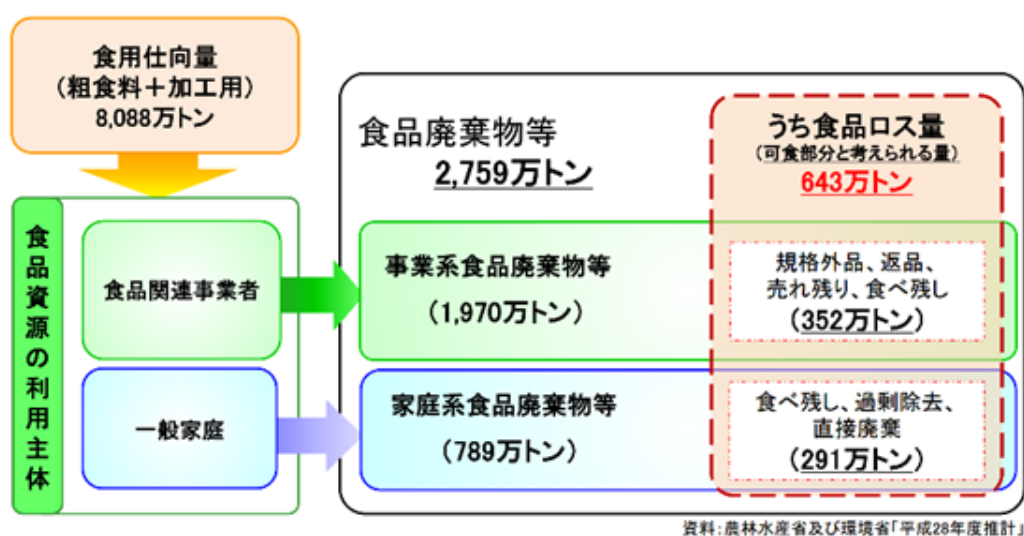 食用仕向量
(粗食料＋加工用)
8,088万トン
食品資源の利用主体
食品関連事業者
一般家庭
食品廃棄物等
2,759万トン
うち食品ロス量
(可食部分と考えられる量)
643万トン
事業系食品廃棄物等
(1,970万トン)
規格外品、返品、
売れ残り、食べ残し
(352万トン)
家庭系食品廃棄物等
(789万トン)
食べ残し、過剰除去、
直接廃棄
(291万トン)
資料:農林水産省及び環境省「平成28年度推計」